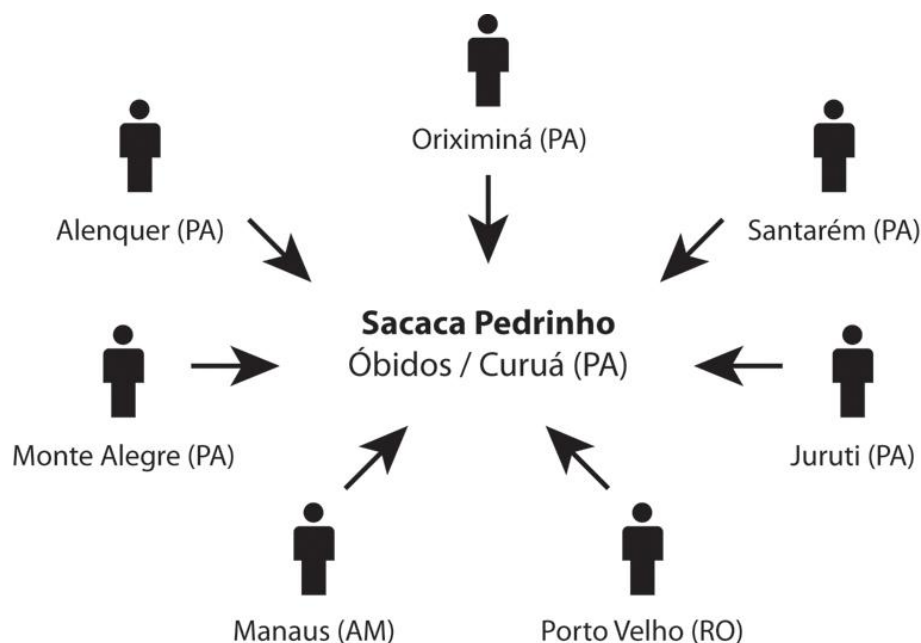 Oriximiná (PA)
Alenquer (PA)
Santarém (PA)
Sacaca Pedrinho
Óbidos / Curuá (PA)
Monte Alegre (PA)
Juruti (PA)
Manaus (AM)
Porto Velho (RO)